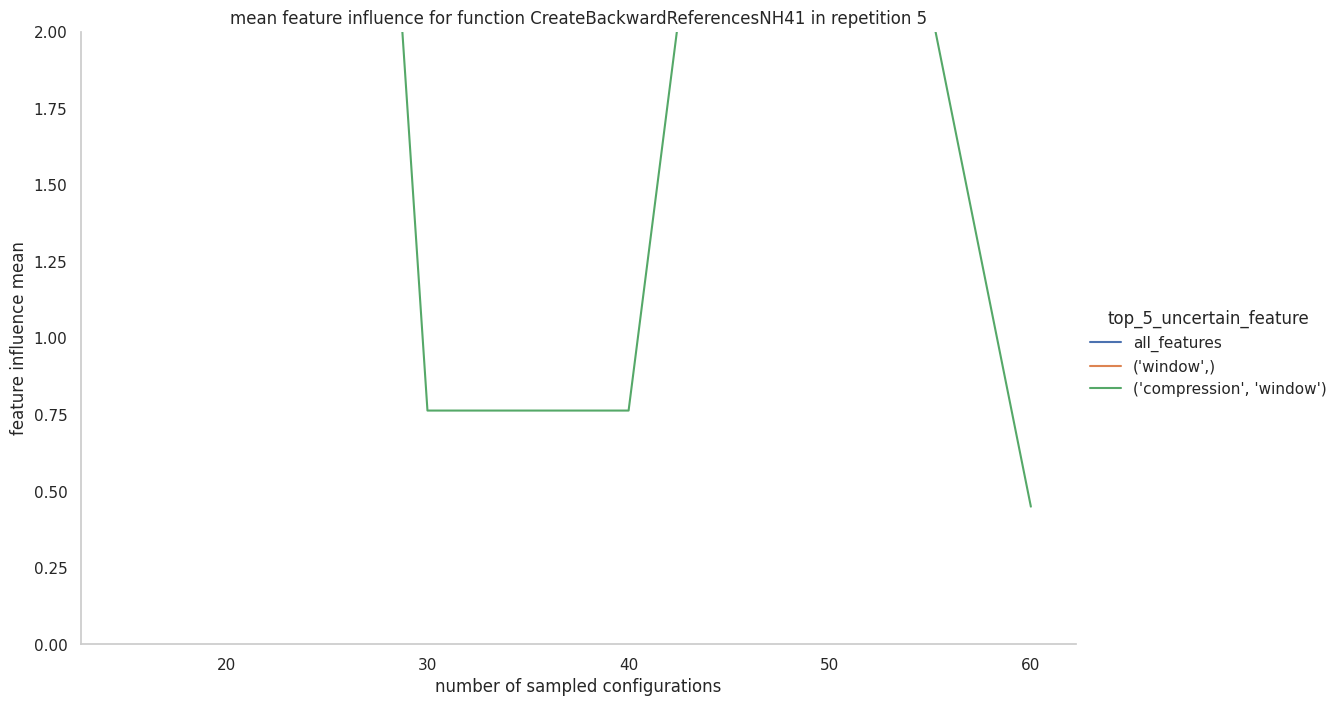 mean feature influence for function CreateBackwardReferencesNH41 in repetition 5
2.00
1.75
1.50
1.25
1.00
0.75
0.50
0.25
0.00
feature influence mean
20 30 40 50 60
number of sampled configurations
top_5_uncertain_feature
all_features
('window',)
('compression', 'window')